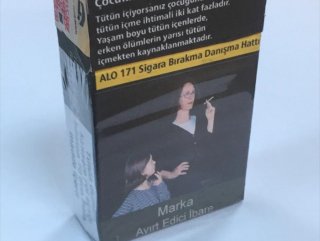 Tütün içiyorsanız çocuğun
tütün içme ihtimali iki kat fazladır.
Yaşam boyu tütün içenlerde,
erken ölümlerin yarısı tütün
içmekten kaynaklanmaktadır.
ALO 171 Sigara Bırakma Danışma Hattı
Marka
Ayırt Edici İbare